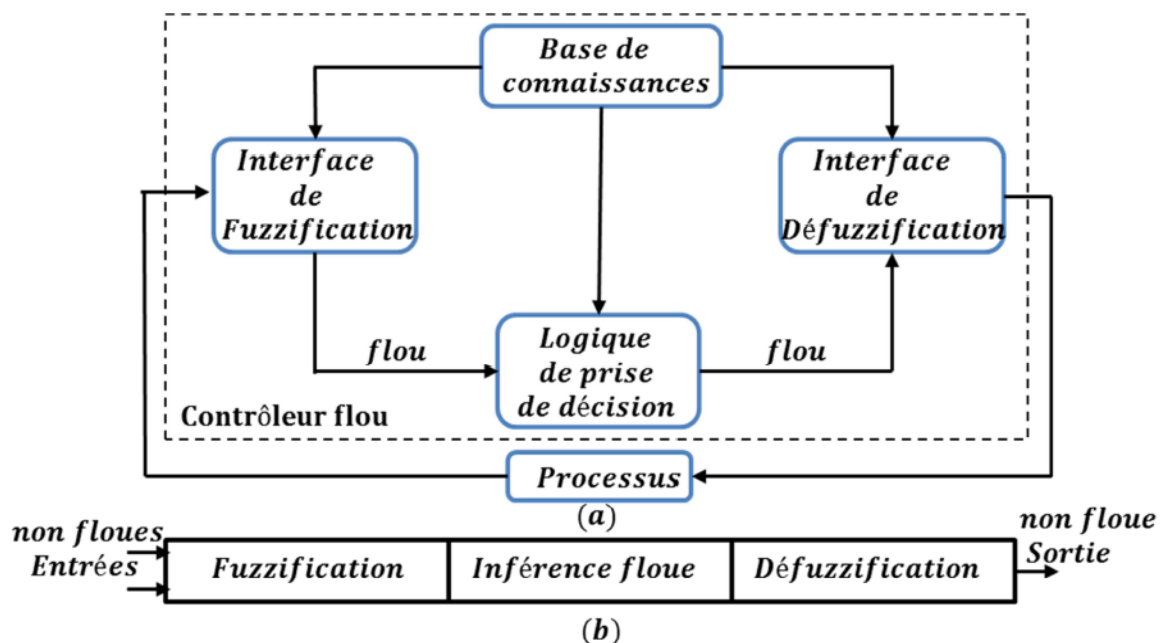 Base de
connaissances
Interface
de
Fuzzification
Interface
de
Défuzzification
flou
Logique
de prise
de décision
flou
Contrôleur flou
Processus
(a)
non floues
Entrées
Fuzzification
Inférence floue
Défuzzification
non floue
Sortie
(b)